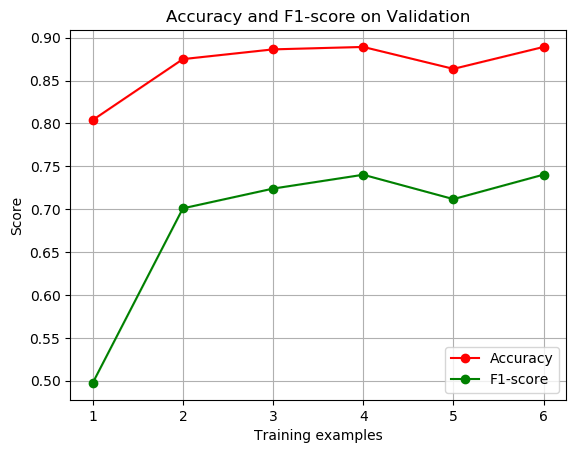 Accuracy and F1-score on Validation
0.90
0.85
0.80
0.75
0.70
0.65
0.60
0.55
0.50
Score
Accuracy
F1-score
1 2 3 4 5 6
Training examples